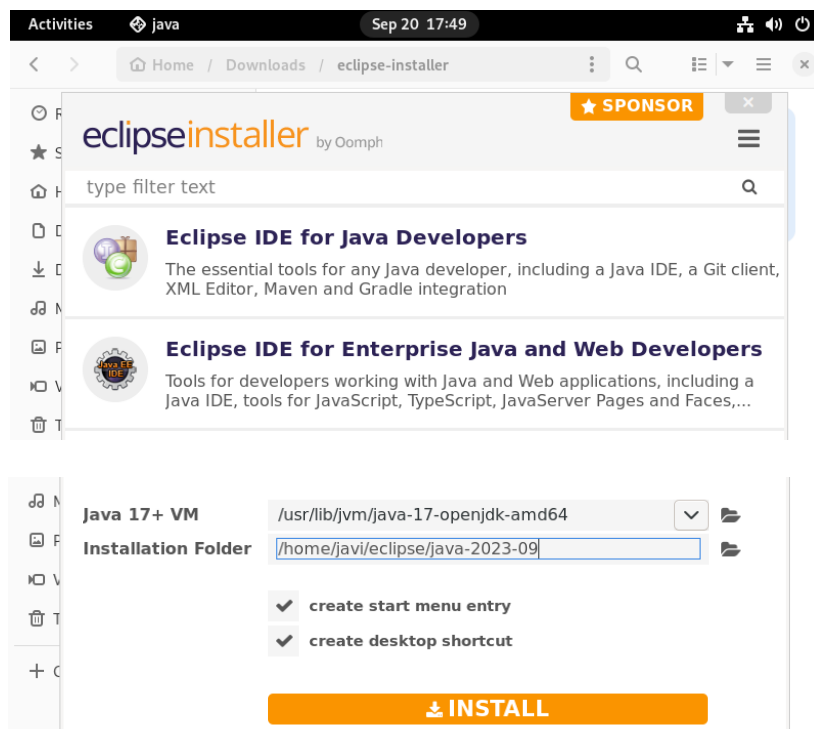 Activities java Sep 20 17:49
Home / Downloads / eclipse-installer
SPONSOR
eclipseinstaller by Oomph
type filter text
Eclipse IDE for Java Developers
The essential tools for any Java developer, including a Java IDE, a Git client,
XML Editor, Maven and Gradle integration
Eclipse IDE for Enterprise Java and Web Developers
Java EE
IDE
Tools for developers working with Java and Web applications, including a
Java IDE, tools for JavaScript, TypeScript, JavaServer Pages and Faces,...
Java 17+ VM /usr/lib/jvm/java-17-openjdk-amd64
Installation Folder /home/javi/eclipse/java-2023-09
create start menu entry
create desktop shortcut
INSTALL